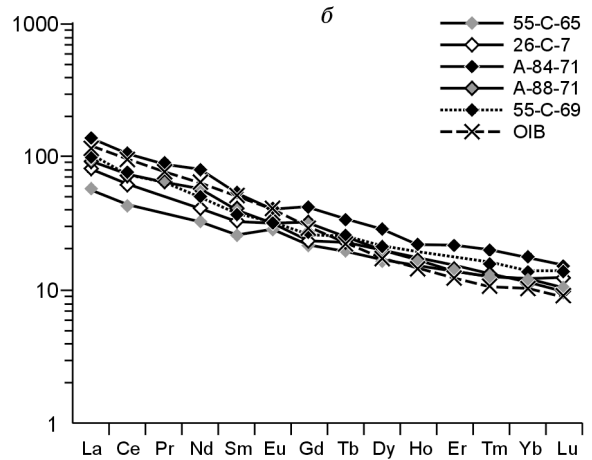 б
1000
100
10
1
55-C-65
26-C-7
A-84-71
A-88-71
55-C-69
OIB
La Ce Pr Nd Sm Eu Gd Tb Dy Ho Er Tm Yb Lu